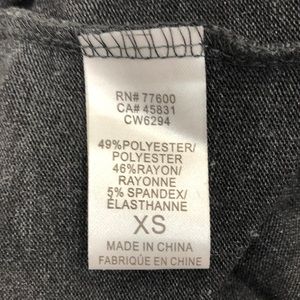 RN# 77600
CA# 45831
CW6294
49%POLYESTER/
POLYESTER
46%RAYON/
RAYONNE
5% SPANDEX/
ÉLASTHANNE
XS
MADE IN CHINA
FABRIQÚE EN CHINE